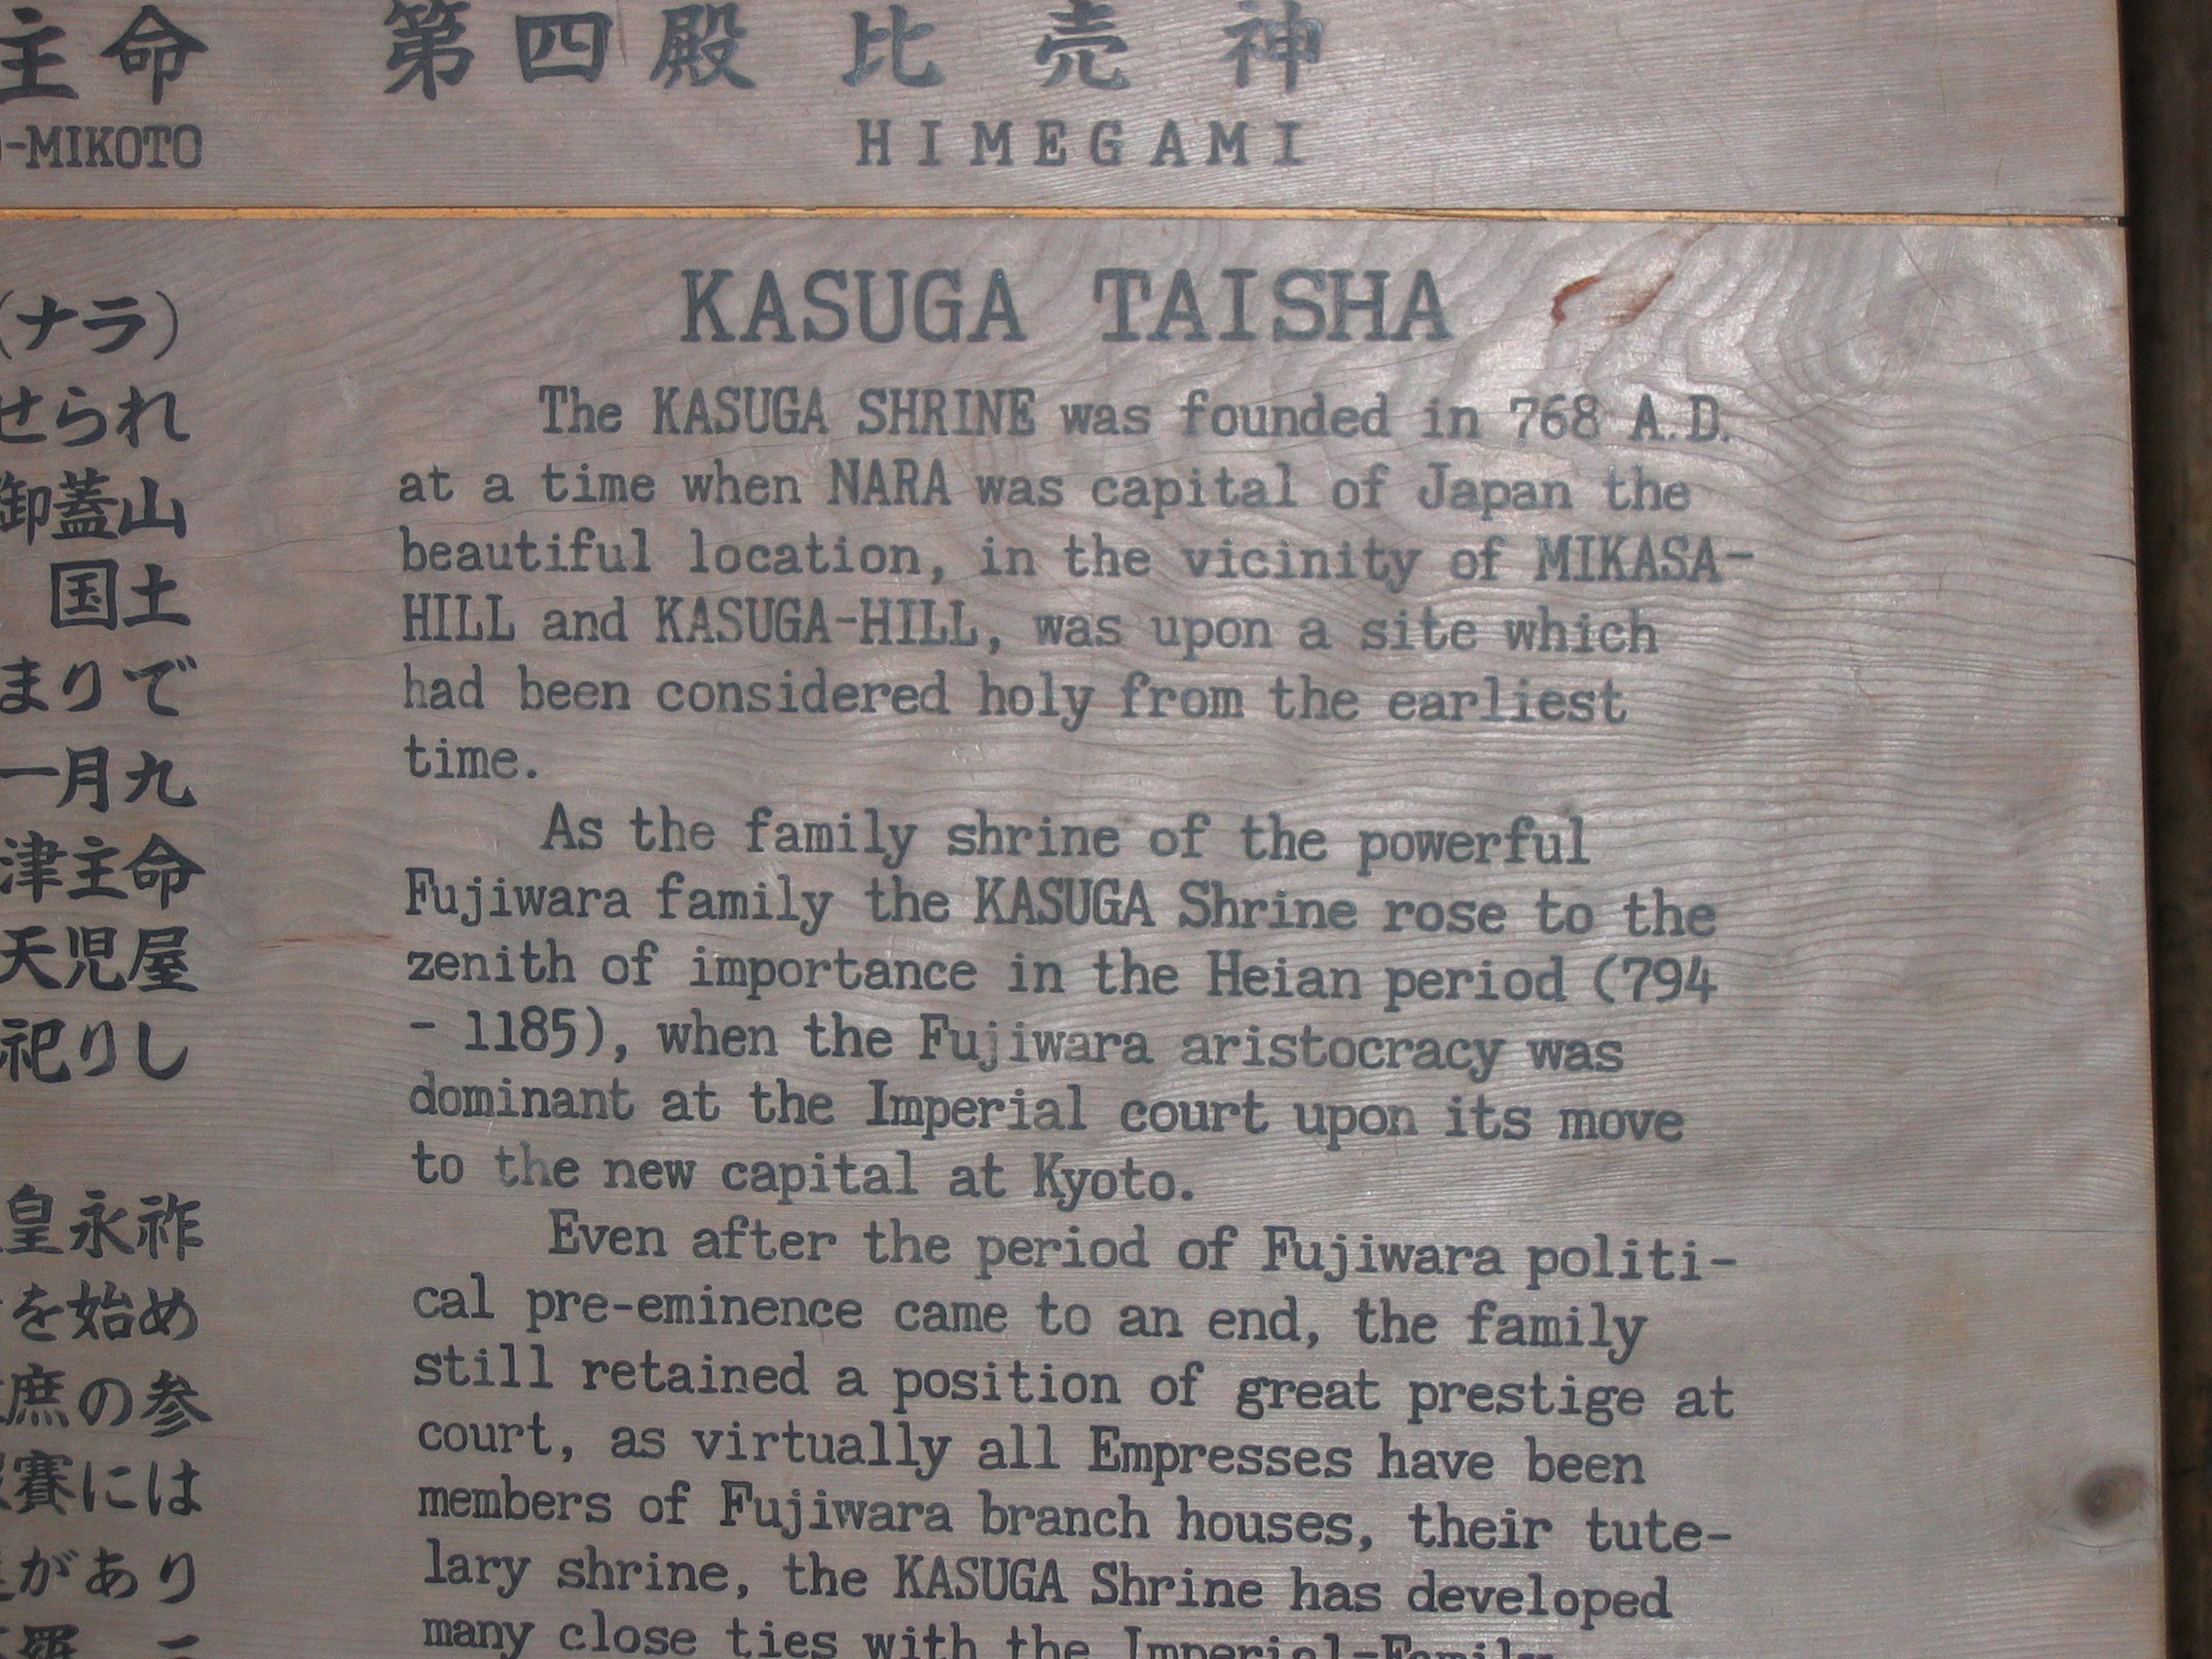 主命 第四殿 比売神
-MIKOTO HIMEGAMI
(ナラ)
せられ
御蓋山
国土
まりで
一月九
津主命
天児屋
祀りし
皇永祚
を始め
庶の参
賽には
があり
KASUGA TAISHA
The KASUGA SHRINE was founded in 768 A.D.
at a time when NARA was capital of Japan the
beautiful location, in the vicinity of MIKASA-
HILL and KASUGA-HILL, was upon a site which
had been considered holy from the earliest
time.
As the family shrine of the powerful
Fujiwara family the KASUGA Shrine rose to the
zenith of importance in the Heian period (794
- 1185), when the Fujiwara aristocracy was
dominant at the Imperial court upon its move
to the new capital at Kyoto.
Even after the period of Fujiwara politi-
cal pre-eminence came to an end, the family
still retained a position of great prestige at
court, as virtually all Empresses have been
members of Fujiwara branch houses, their tute-
lary shrine, the KASUGA Shrine has developed
many close ties with the Imperial-Family